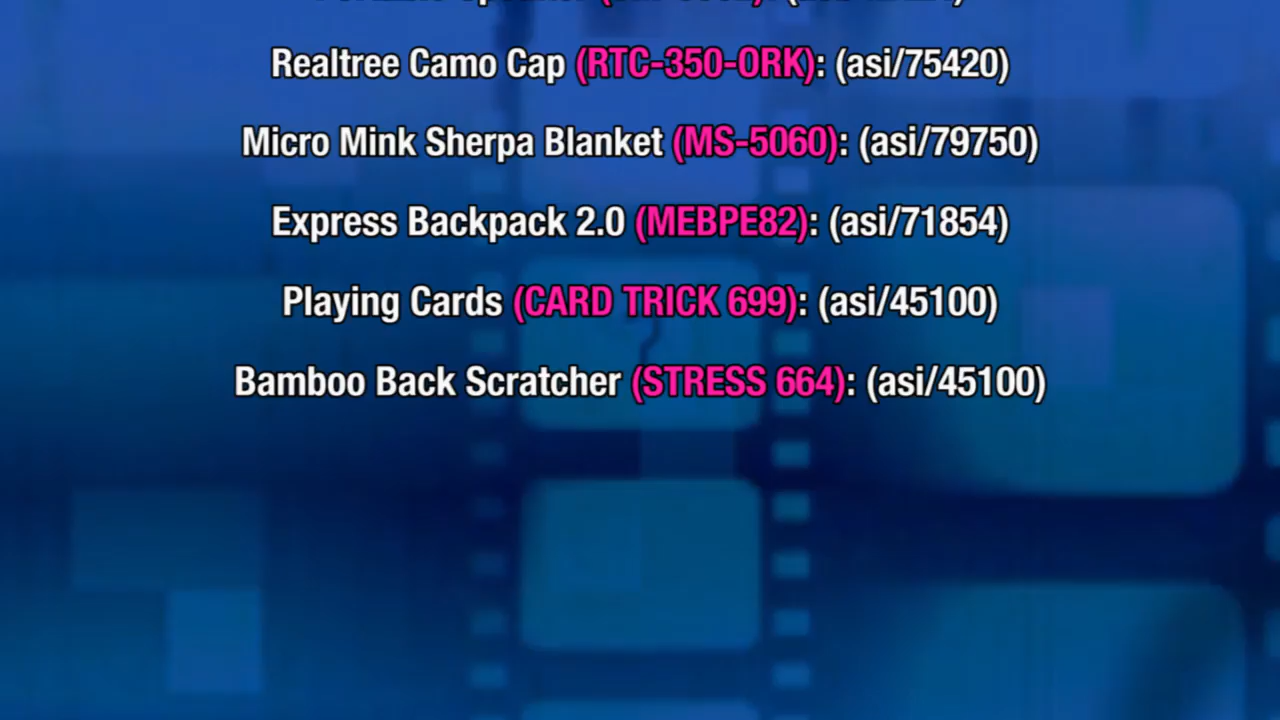 Realtree Camo Cap (RTC-350-ORK): (asi/75420)
Micro Mink Sherpa Blanket (MS-5060): (asi/79750)
Express Backpack 2.0 (MEBPE82): (asi/71854)
Playing Cards (CARD TRICK 699): (asi/45100)
Bamboo Back Scratcher (STRESS 664): (asi/45100)